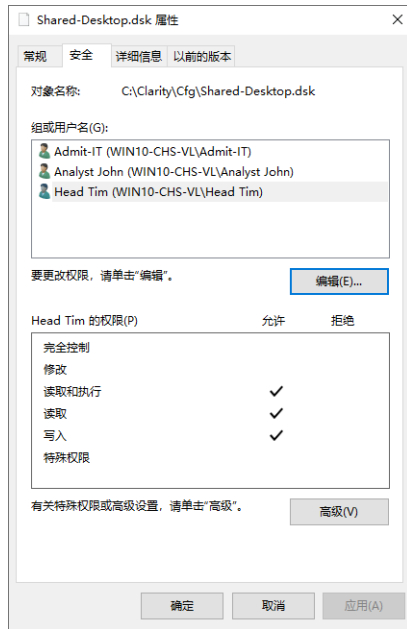 Shared-Desktop.dsk 属性
常规 安全 详细信息 以前的版本
对象名称: C:\Clarity\Cfg\Shared-Desktop.dsk
组或用户名(G):
Admit-IT (WIN10-CHS-VL\Admit-IT)
Analyst John (WIN10-CHS-VL\Analyst John)
Head Tim (WIN10-CHS-VL\Head Tim)
要更改权限，请单击“编辑”。 编辑(E)...
Head Tim 的权限(P) 允许 拒绝
完全控制
修改
读取和执行
读取
写入
特殊权限
有关特殊权限或高级设置，请单击“高级”。 高级(V)
确定 取消 应用(A)